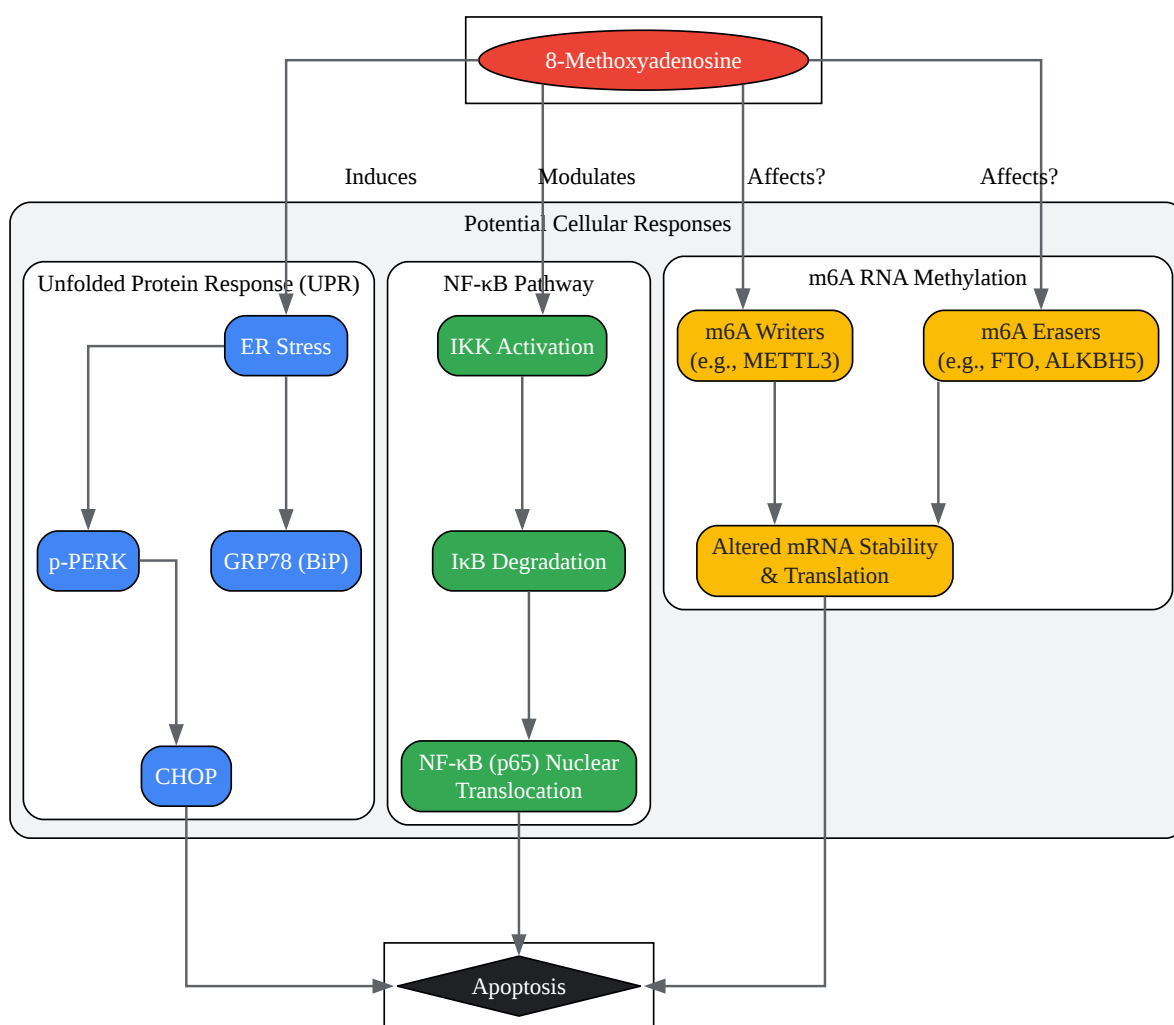 8-Methoxyadenosine
Induces
Modulates
Affects?
Affects?
Potential Cellular Responses
Unfolded Protein Response (UPR)
NF-κB Pathway
m6A RNA Methylation
ER Stress
IKK Activation
m6A Writers
(e.g., METTL3)
m6A Erasers
(e.g., FTO, ALKBH5)
p-PERK
GRP78 (BiP)
IκB Degradation
Altered mRNA Stability
& Translation
CHOP
NF-κB (p65) Nuclear
Translocation
Apoptosis